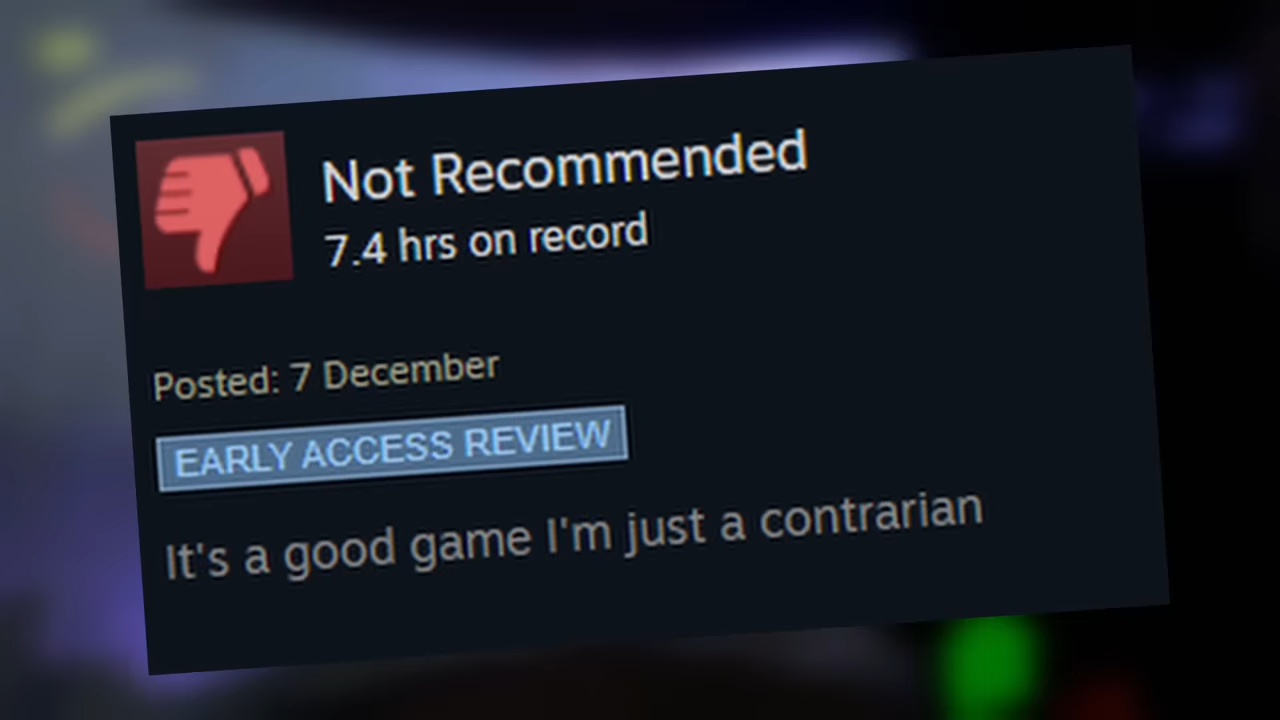 Not Recommended
7.4 hrs on record
Posted: 7 December
EARLY ACCESS REVIEW
It's a good game I'm just a contrarian